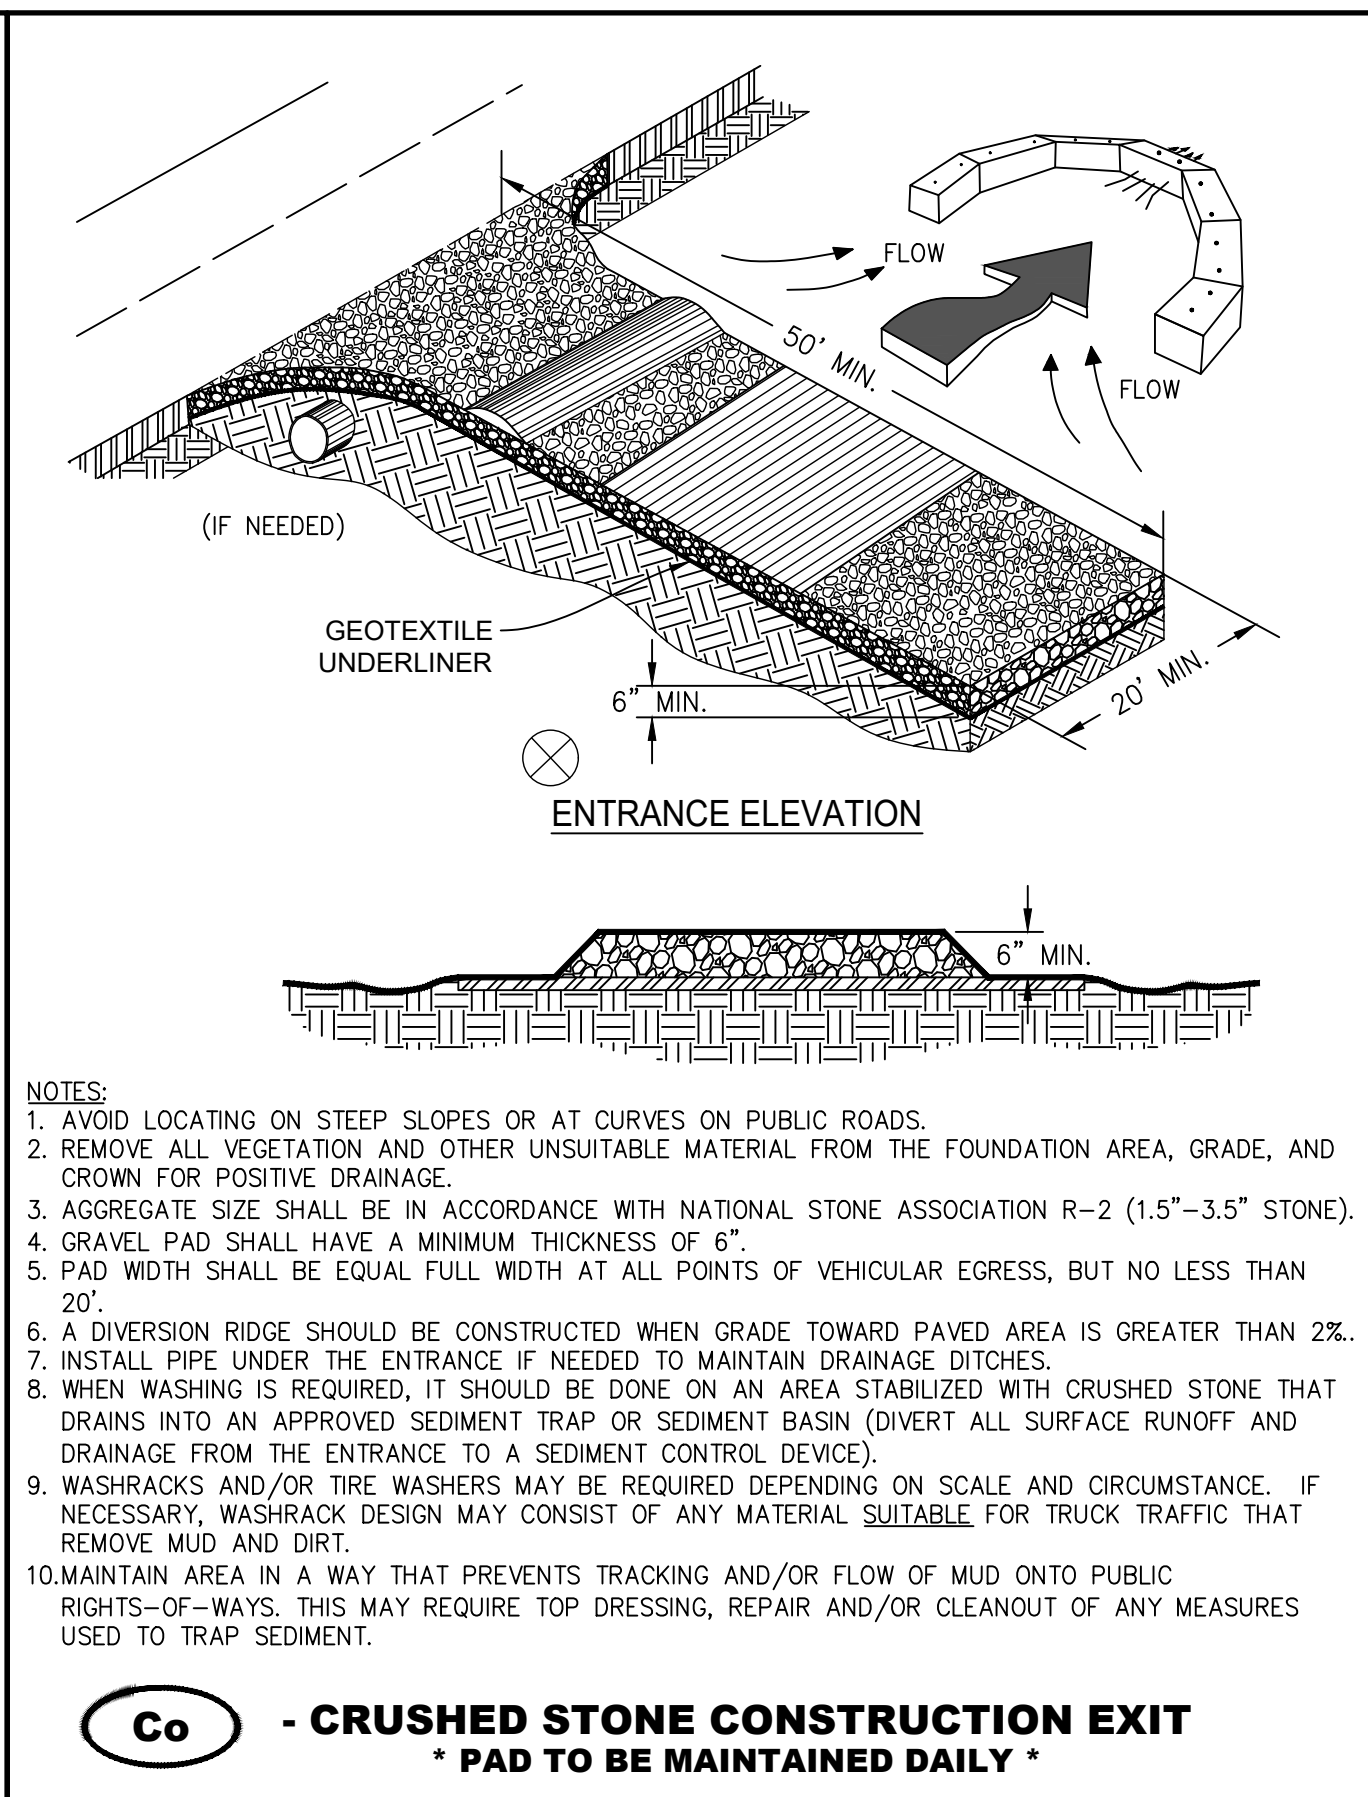 FLOW
50' MIN.
FLOW
(IF NEEDED)
GEOTEXTILE
UNDERLINER
6" MIN.
20' MIN.
ENTRANCE ELEVATION
6" MIN.
NOTES:
1. AVOID LOCATING ON STEEP SLOPES OR AT CURVES ON PUBLIC ROADS.
2. REMOVE ALL VEGETATION AND OTHER UNSUITABLE MATERIAL FROM THE FOUNDATION AREA, GRADE, AND
CROWN FOR POSITIVE DRAINAGE.
3. AGGREGATE SIZE SHALL BE IN ACCORDANCE WITH NATIONAL STONE ASSOCIATION R-2 (1.5"-3.5" STONE).
4. GRAVEL PAD SHALL HAVE A MINIMUM THICKNESS OF 6".
5. PAD WIDTH SHALL BE EQUAL FULL WIDTH AT ALL POINTS OF VEHICULAR EGRESS, BUT NO LESS THAN
20'.
6. A DIVERSION RIDGE SHOULD BE CONSTRUCTED WHEN GRADE TOWARD PAVED AREA IS GREATER THAN 2%..
7. INSTALL PIPE UNDER THE ENTRANCE IF NEEDED TO MAINTAIN DRAINAGE DITCHES.
8. WHEN WASHING IS REQUIRED, IT SHOULD BE DONE ON AN AREA STABILIZED WITH CRUSHED STONE THAT
DRAINS INTO AN APPROVED SEDIMENT TRAP OR SEDIMENT BASIN (DIVERT ALL SURFACE RUNOFF AND
DRAINAGE FROM THE ENTRANCE TO A SEDIMENT CONTROL DEVICE).
9. WASHRACKS AND/OR TIRE WASHERS MAY BE REQUIRED DEPENDING ON SCALE AND CIRCUMSTANCE. IF
NECESSARY, WASHRACK DESIGN MAY CONSIST OF ANY MATERIAL SUITABLE FOR TRUCK TRAFFIC THAT
REMOVE MUD AND DIRT.
10.MAINTAIN AREA IN A WAY THAT PREVENTS TRACKING AND/OR FLOW OF MUD ONTO PUBLIC
RIGHTS-OF-WAYS. THIS MAY REQUIRE TOP DRESSING, REPAIR AND/OR CLEANOUT OF ANY MEASURES
USED TO TRAP SEDIMENT.
Co - CRUSHED STONE CONSTRUCTION EXIT
* PAD TO BE MAINTAINED DAILY *